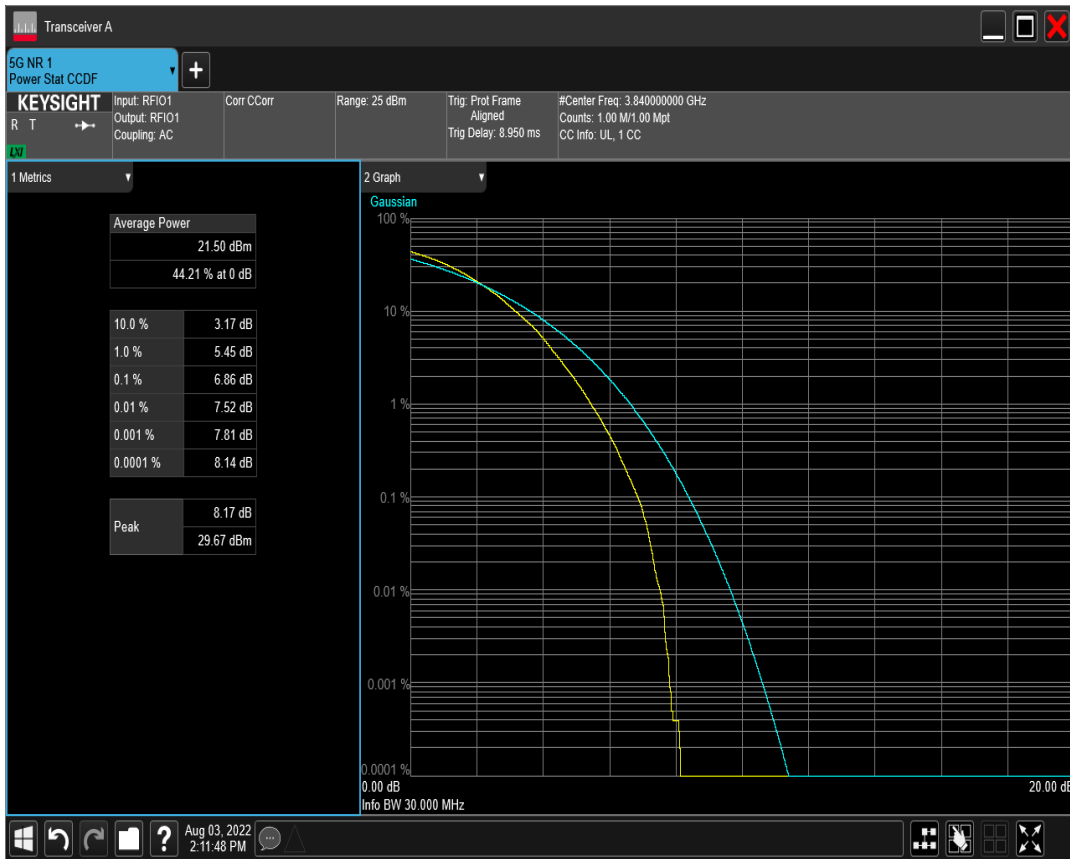 Transceiver A
5G NR 1
Power Stat CCDF
KEYSIGHT
R T
LXI
Input: RFIO1
Output: RFIO1
Coupling: AC
Corr CCorr
Range: 25 dBm
Trig: Prot Frame
Aligned
Trig Delay: 8.950 ms
#Center Freq: 3.840000000 GHz
Counts: 1.00 M/1.00 Mpt
CC Info: UL, 1 CC
1 Metrics
Average Power
21.50 dBm
44.21 % at 0 dB
10.0 % 3.17 dB
1.0 % 5.45 dB
0.1 % 6.86 dB
0.01 % 7.52 dB
0.001 % 7.81 dB
0.0001 % 8.14 dB
Peak
8.17 dB
29.67 dBm
2 Graph
Gaussian
100 %
10 %
1 %
0.1 %
0.01 %
0.001 %
0.0001 %
0.00 dB
20.00 dB
Info BW 30.000 MHz
?
Aug 03, 2022
2:11:48 PM